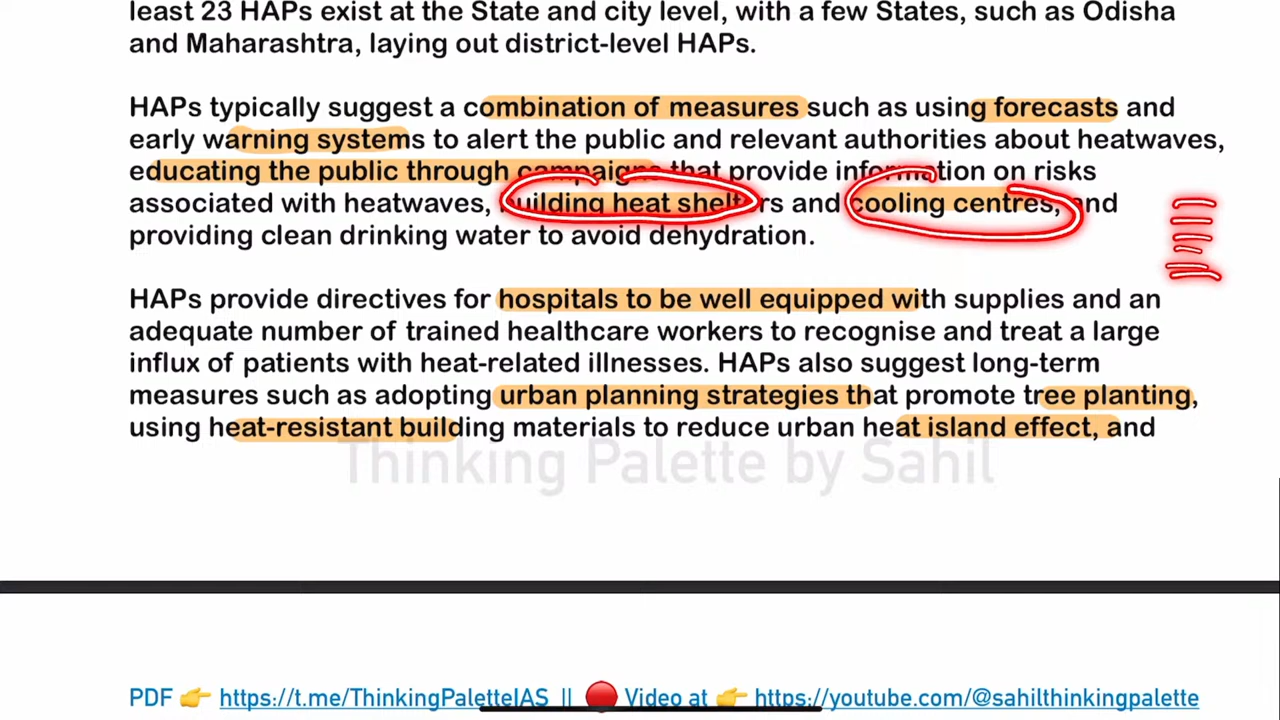 least 23 HAPs exist at the State and city level, with a few States, such as Odisha
and Maharashtra, laying out district-level HAPs.
HAPs typically suggest a combination of measures such as using forecasts and
early warning systems to alert the public and relevant authorities about heatwaves,
educating the public through campaigns that provide information on risks
associated with heatwaves, building heat shelters and cooling centres, and
providing clean drinking water to avoid dehydration.
HAPs provide directives for hospitals to be well equipped with supplies and an
adequate number of trained healthcare workers to recognise and treat a large
influx of patients with heat-related illnesses. HAPs also suggest long-term
measures such as adopting urban planning strategies that promote tree planting,
using heat-resistant building materials to reduce urban heat island effect, and
Thinking Palette by Sahil
PDF 👉 https://t.me/ThinkingPaletteIAS || 🔴 Video at 👉 https://youtube.com/@sahilthinkingpalette